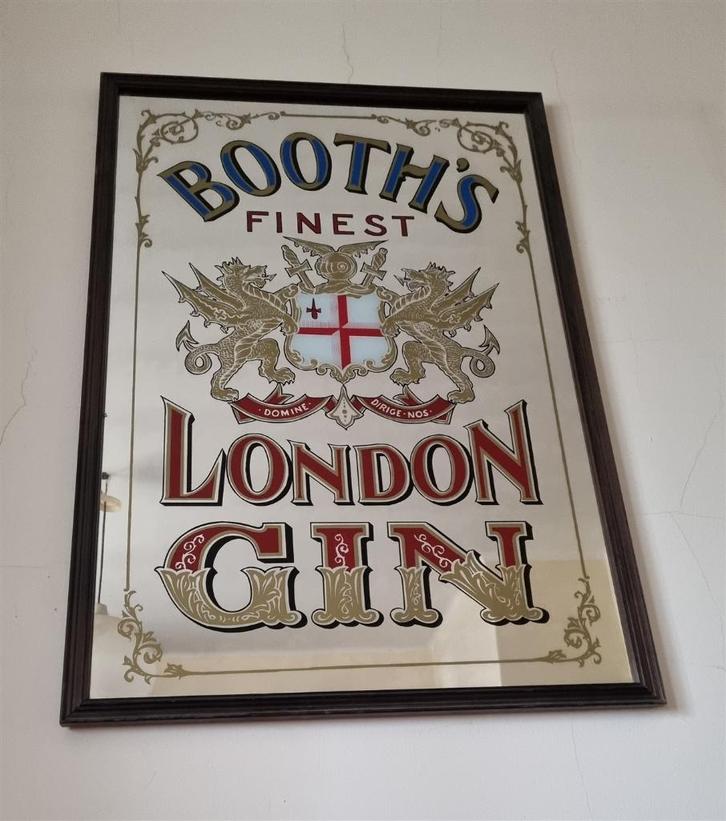 BOOTH'S
FINEST
·DOMINE· DIRIGE·NOS·
LONDON
GIN